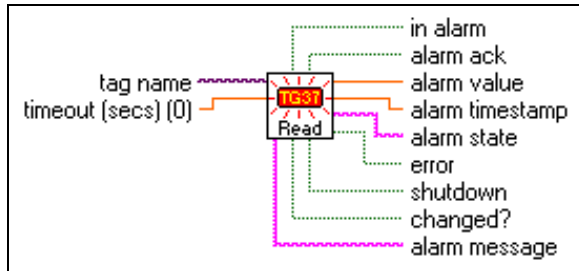 in alarm
alarm ack
tag name
alarm value
timeout (secs) (0)
TG37
alarm timestamp
Read
alarm state
error
shutdown
changed?
alarm message